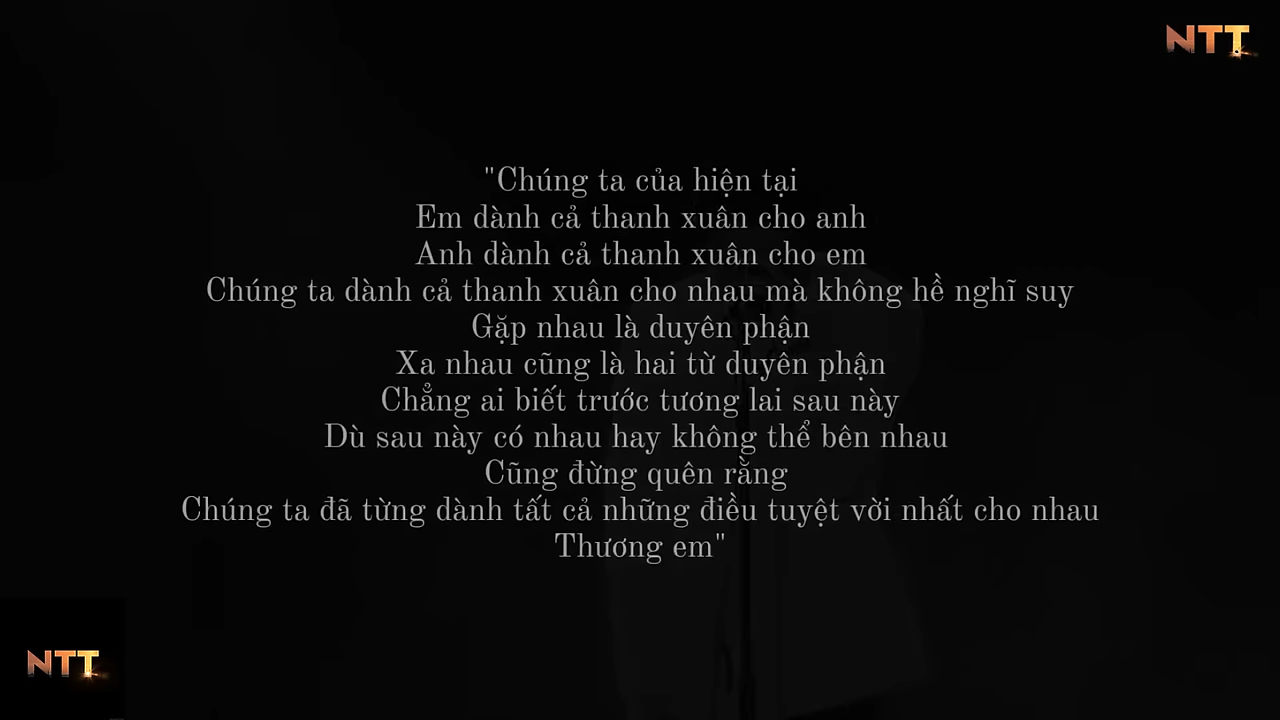 NTT
"Chúng ta của hiện tại
Em dành cả thanh xuân cho anh
Anh dành cả thanh xuân cho em
Chúng ta dành cả thanh xuân cho nhau mà không hề nghĩ suy
Gặp nhau là duyên phận
Xa nhau cũng là hai từ duyên phận
Chẳng ai biết trước tương lai sau này
Dù sau này có nhau hay không thể bên nhau
Cũng đừng quên rằng
Chúng ta đã từng dành tất cả những điều tuyệt vời nhất cho nhau
Thương em"
NTT